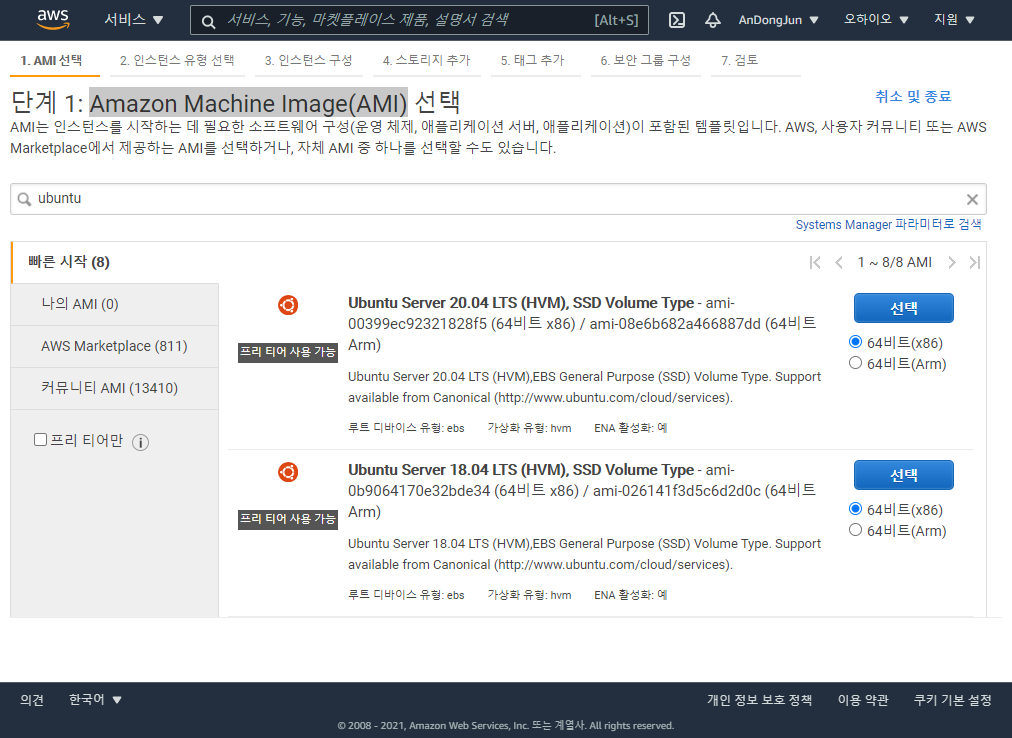 aws 서비스 ▼ 서비스, 기능, 마켓플레이스 제품, 설명서 검색 [Alt+S] AnDongJun ▼ 오하이오 ▼ 지원 ▼
1. AMI 선택 2. 인스턴스 유형 선택 3. 인스턴스 구성 4. 스토리지 추가 5. 태그 추가 6. 보안 그룹 구성 7. 검토
단계 1: Amazon Machine Image(AMI) 선택 취소 및 종료
AMI는 인스턴스를 시작하는 데 필요한 소프트웨어 구성(운영 체제, 애플리케이션 서버, 애플리케이션)이 포함된 템플릿입니다. AWS, 사용자 커뮤니티 또는 AWS
Marketplace에서 제공하는 AMI를 선택하거나, 자체 AMI 중 하나를 선택할 수도 있습니다.
ubuntu
Systems Manager 파라미터로 검색
빠른 시작 (8) 1 ~ 8/8 AMI
나의 AMI (0)
AWS Marketplace (811)
커뮤니티 AMI (13410)
프리 티어만
Ubuntu Server 20.04 LTS (HVM), SSD Volume Type - ami-
00399ec92321828f5 (64비트 x86) / ami-08e6b682a466887dd (64비트
Arm)
프리 티어 사용 가능
Ubuntu Server 20.04 LTS (HVM),EBS General Purpose (SSD) Volume Type. Support
available from Canonical (http://www.ubuntu.com/cloud/services).
루트 디바이스 유형: ebs 가상화 유형: hvm ENA 활성화: 예
선택
64비트(x86)
64비트(Arm)
Ubuntu Server 18.04 LTS (HVM), SSD Volume Type - ami-
0b9064170e32bde34 (64비트 x86) / ami-026141f3d5c6d2d0c (64비트
Arm)
프리 티어 사용 가능
Ubuntu Server 18.04 LTS (HVM),EBS General Purpose (SSD) Volume Type. Support
available from Canonical (http://www.ubuntu.com/cloud/services).
루트 디바이스 유형: ebs 가상화 유형: hvm ENA 활성화: 예
선택
64비트(x86)
64비트(Arm)
의견 한국어 ▼ 개인 정보 보호 정책 이용 약관 쿠키 기본 설정
© 2008 - 2021, Amazon Web Services, Inc. 또는 계열사. All rights reserved.